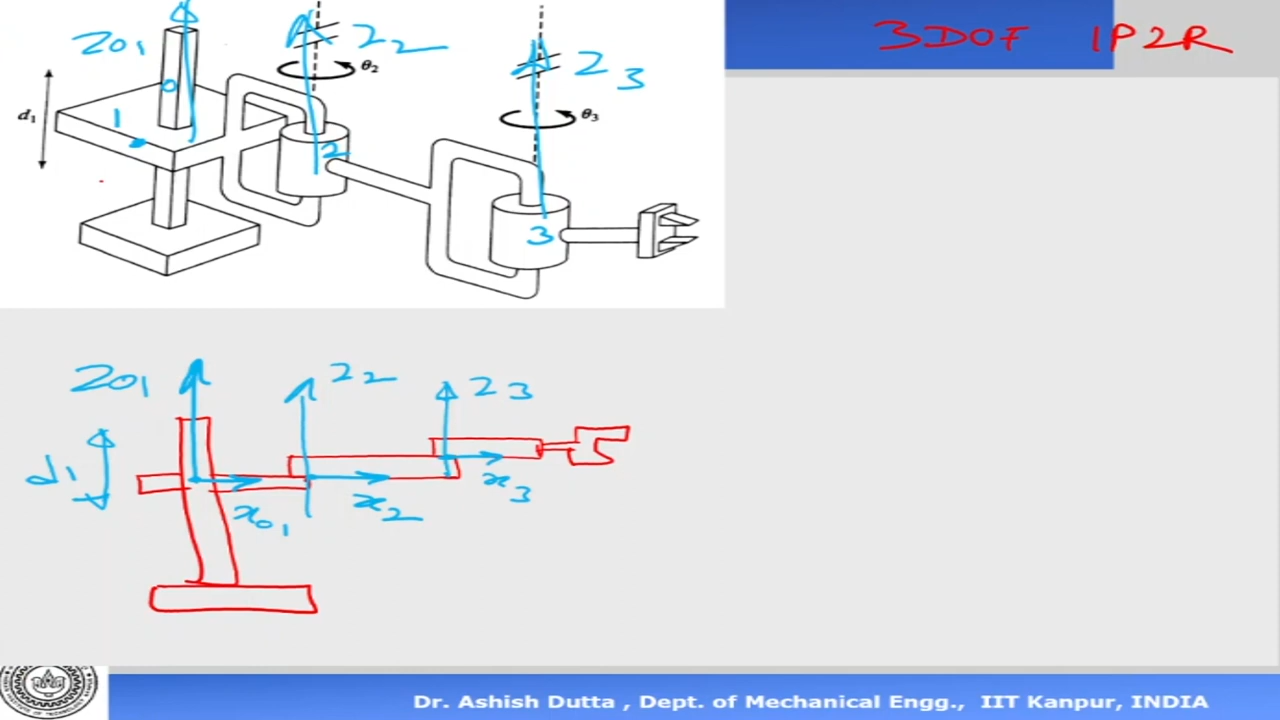 3DOF 1P2R
Z01
Z2
Z3
θ2
θ3
d1
0
1
2
3
Z01
Z2
Z3
d1
x01
x2
x3
Dr. Ashish Dutta , Dept. of Mechanical Engg., IIT Kanpur, INDIA